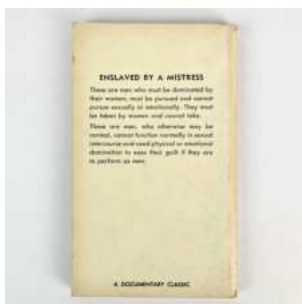 ENSLAVED BY A MISTRESS
These are men who must be dominated by
their women, must be pursued and cannot
pursue sexually or emotionally. They must
be taken by women and cannot take.
These are men, who otherwise may be
normal, cannot function normally in sexual
intercourse and need physical or emotional
domination to ease their guilt if they are
to perform as men.
A DOCUMENTARY CLASSIC